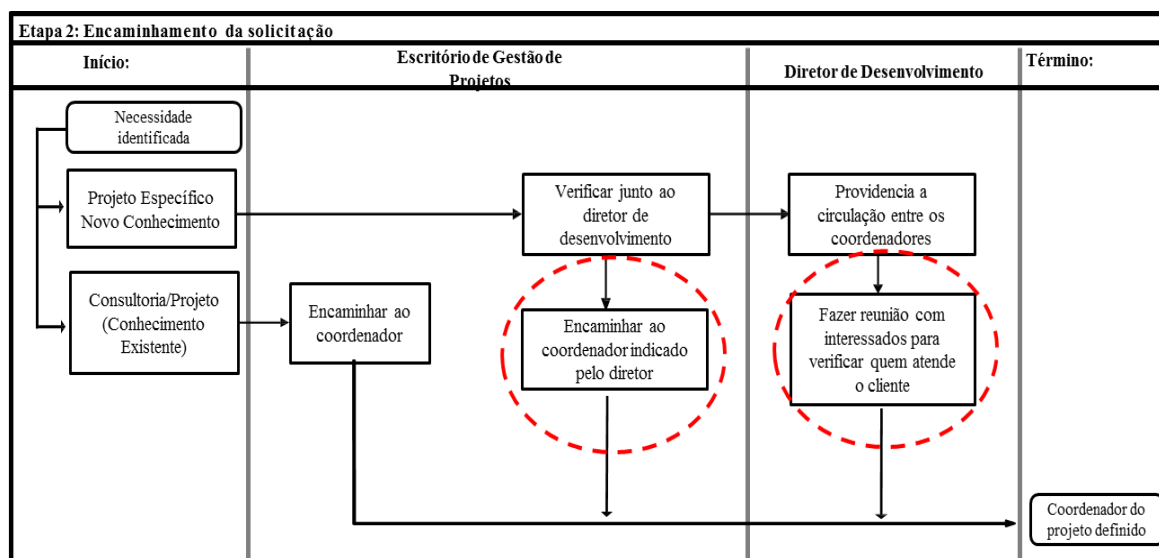 Etapa 2: Encaminhamento da solicitação
Início:
Escritório de Gestão de
Projetos
Diretor de Desenvolvimento
Término:
Necessidade
identificada
Projeto Específico
Novo Conhecimento
Verificar junto ao
diretor de
desenvolvimento
Providencia a
circulação entre os
coordenadores
Consultoria/Projeto
(Conhecimento
Existente)
Encaminhar ao
coordenador
Encaminhar ao
coordenador indicado
pelo diretor
Fazer reunião com
interessados para
verificar quem atende
o cliente
Coordenador do
projeto definido